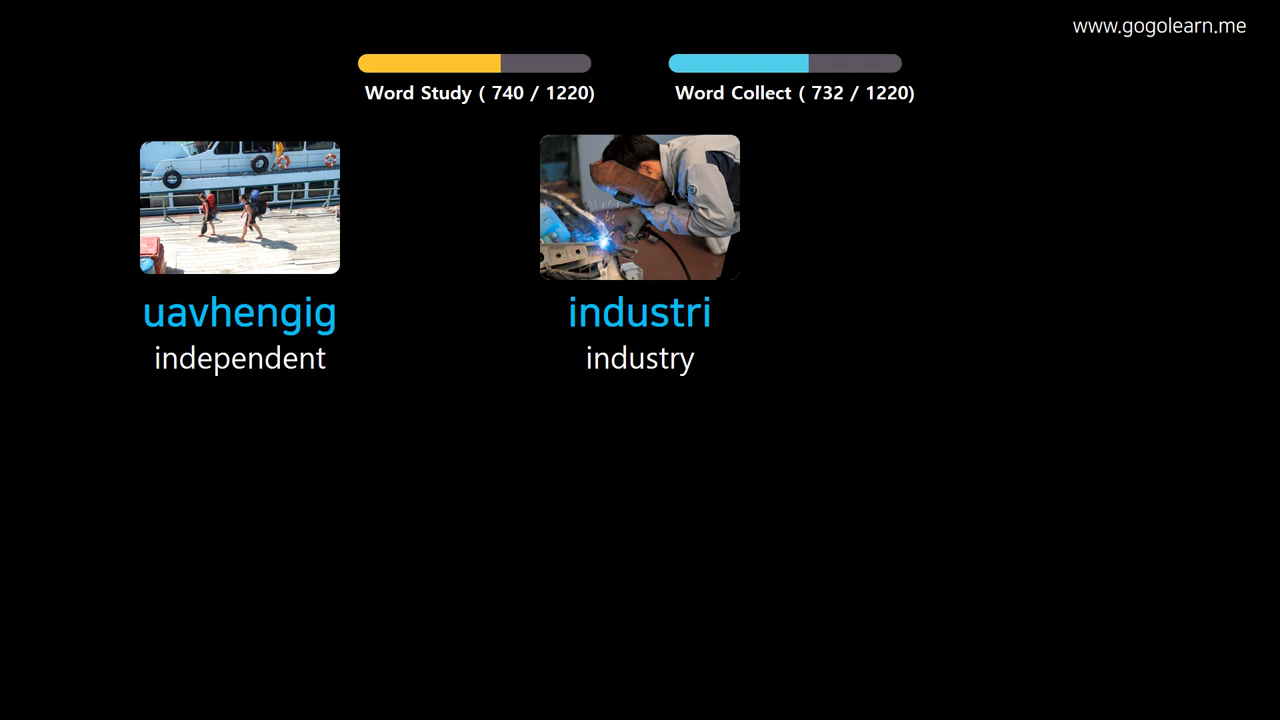 www.gogolearn.me
Word Study ( 740 / 1220)
Word Collect ( 732 / 1220)
uavhengig
independent
industri
industry